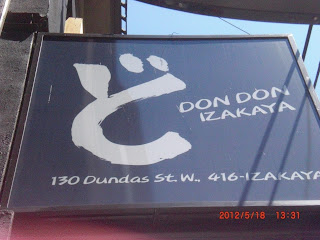 ど
DON DON
IZAKAYA
130 Dundas St. W., 416-IZAKAYA
2012/5/18 13:31